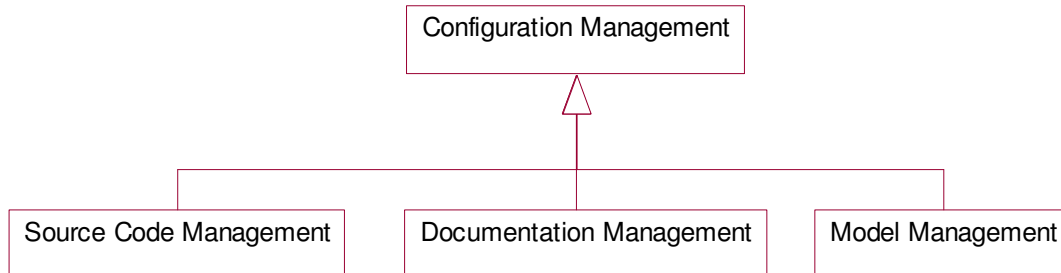 Configuration Management
Source Code Management
Documentation Management
Model Management